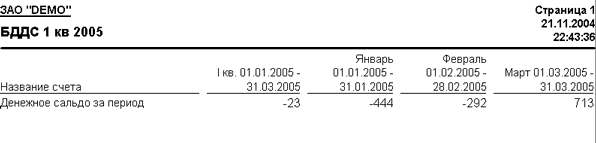 ЗАО "DEMO" Страница 1
21.11.2004
БДДС 1 кв 2005
22:43:36
Январь Февраль
I кв. 01.01.2005 - 01.01.2005 - 01.02.2005 - Март 01.03.2005 -
Название счета 31.03.2005 31.01.2005 28.02.2005 31.03.2005
Денежное сальдо за период -23 -444 -292 713